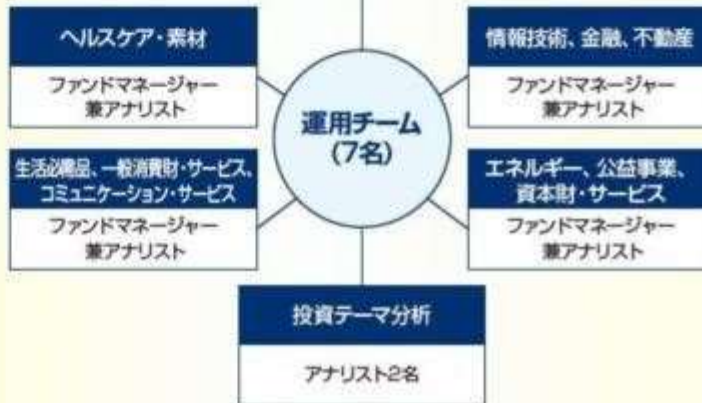 ヘルスケア・素材
ファンドマネージャー
兼アナリスト
情報技術、金融、不動産
ファンドマネージャー
兼アナリスト
運用チーム
(7名)
生活必需品、一般消費財・サービス、
コミュニケーション・サービス
ファンドマネージャー
兼アナリスト
エネルギー、公益事業、
資本財・サービス
ファンドマネージャー
兼アナリスト
投資テーマ分析
アナリスト2名